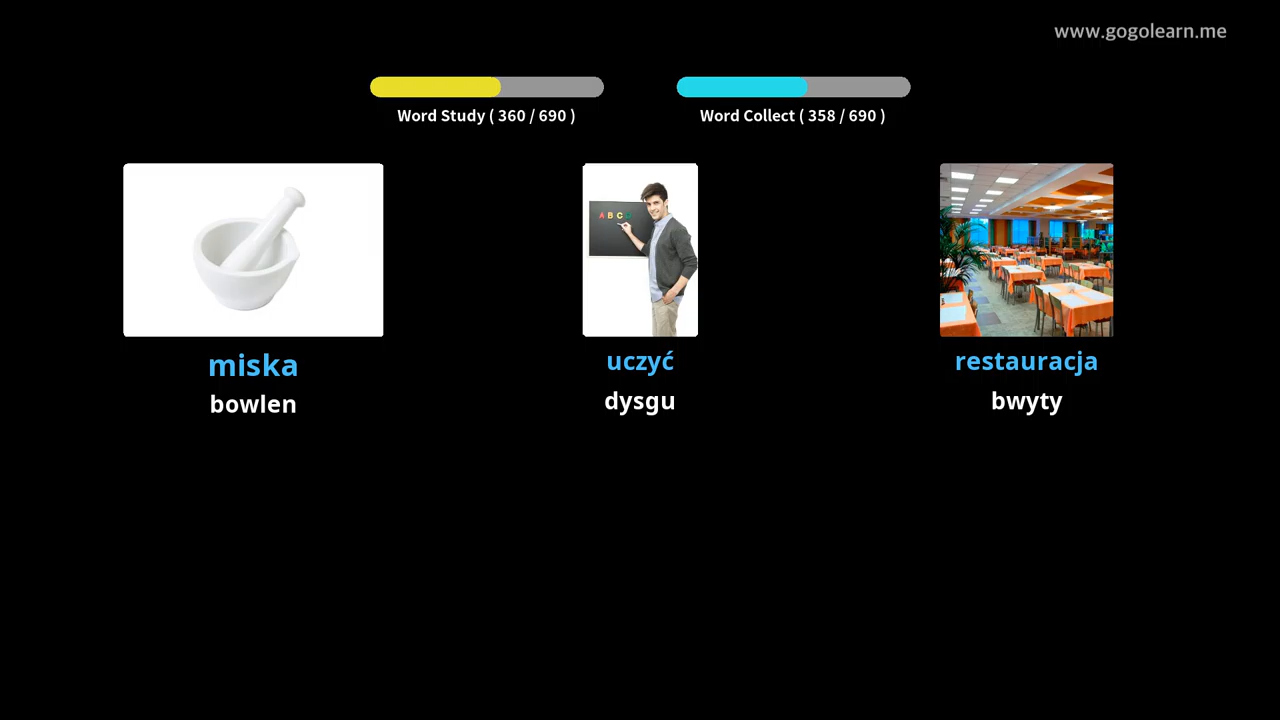 www.gogolearn.me
Word Study ( 360 / 690 )
Word Collect ( 358 / 690 )
A B C D
miska
uczyć
restauracja
bowlen
dysgu
bwyty